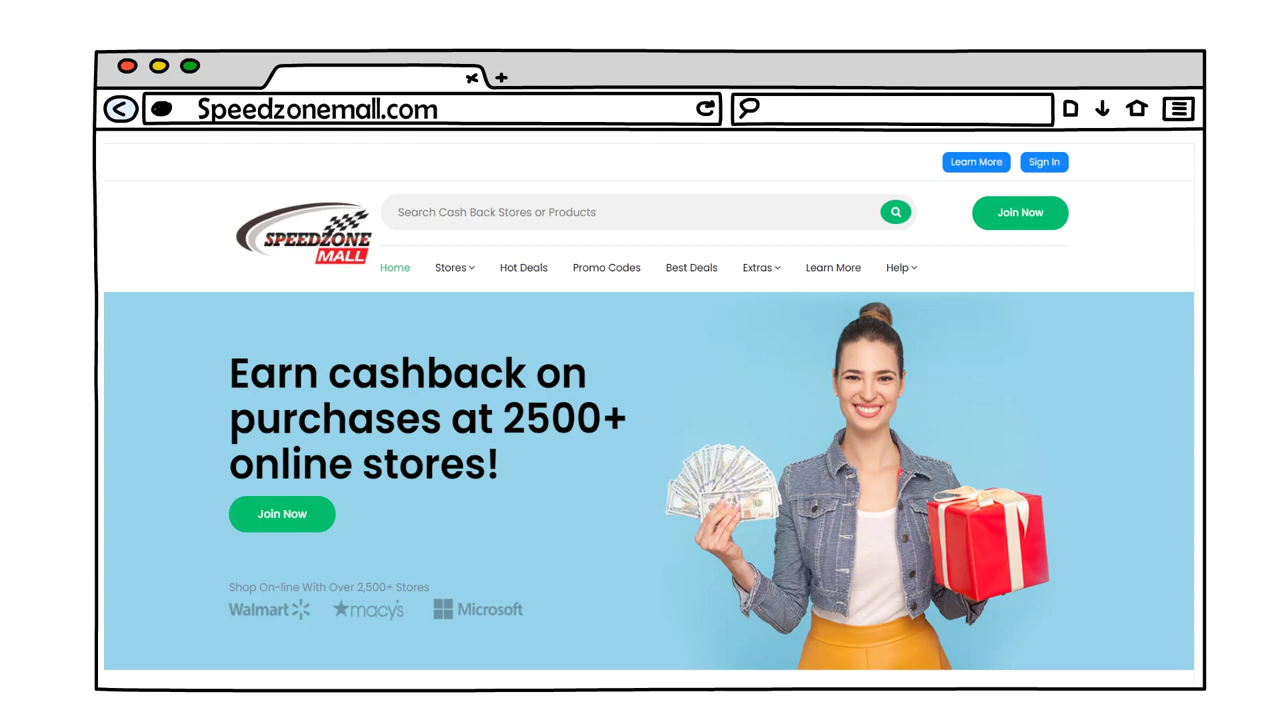 Speedzonemall.com
Learn More Sign In
SPEEDZONE
MALL
Search Cash Back Stores or Products
Join Now
Home Stores Hot Deals Promo Codes Best Deals Extras Learn More Help
Earn cashback on
purchases at 2500+
online stores!
Join Now
Shop On-line With Over 2,500+ Stores
Walmart macy's Microsoft